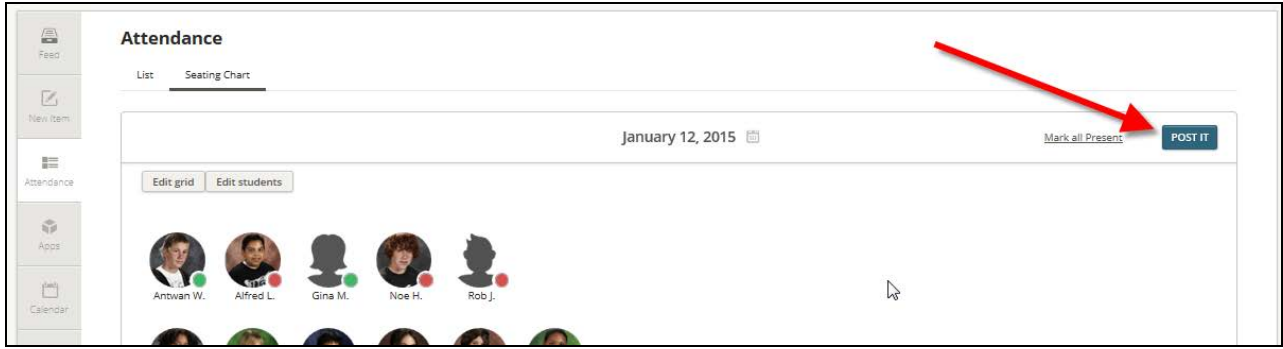 Feed
Attendance
List Seating Chart
New Item
January 12, 2015 Mark all Present POST IT
Attendance
Edit grid Edit students
Apps
Antwan W. Alfred L. Gina M. Noe H. Rob J.
Calendar